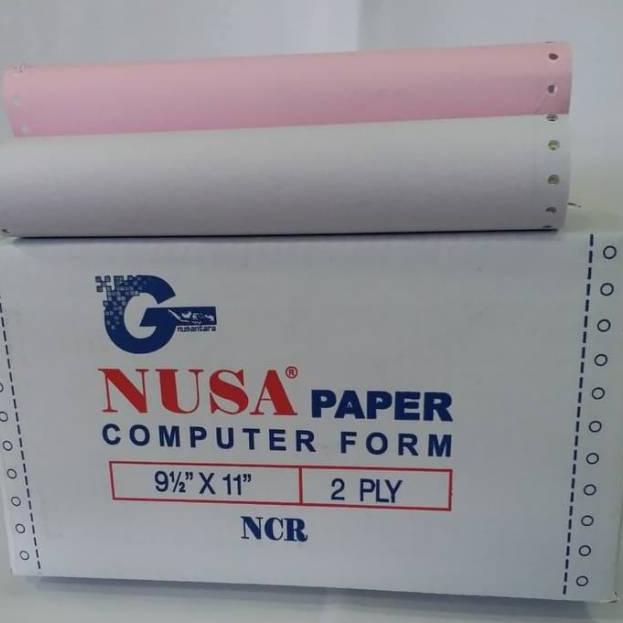 G
nusantara
NUSA® PAPER
COMPUTER FORM
9½" X 11" 2 PLY
NCR